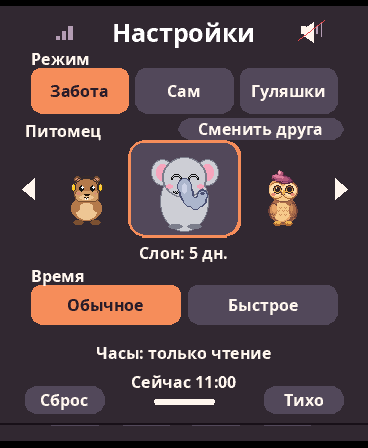 Настройки
Режим
Забота Сам Гуляшки
Питомец Сменить друга
Слон: 5 дн.
Время
Обычное Быстрое
Часы: только чтение
Сейчас 11:00
Сброс Тихо